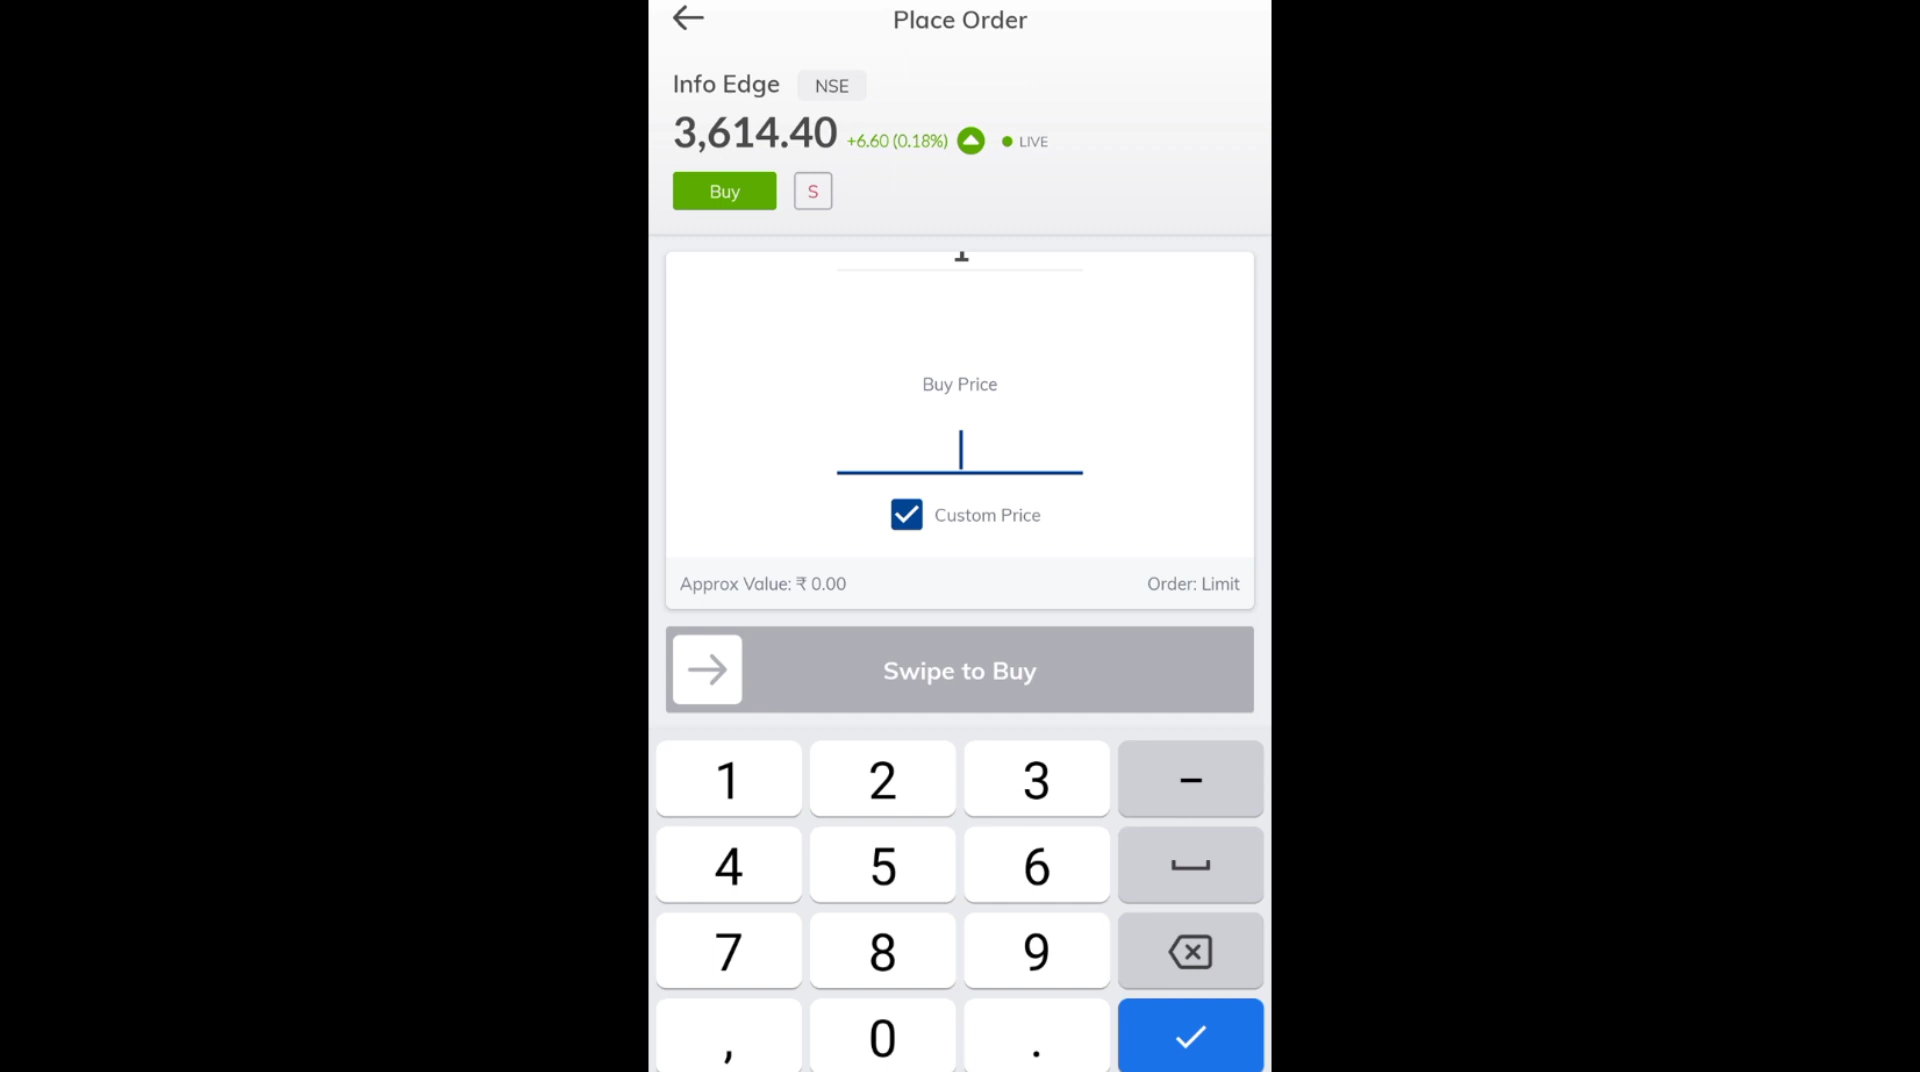 Place Order
Info Edge NSE
3,614.40 +6.60 (0.18%) LIVE
Buy S
1
Buy Price
Custom Price
Approx Value: ₹ 0.00 Order: Limit
Swipe to Buy
1 2 3 –
4 5 6
7 8 9
, 0 .